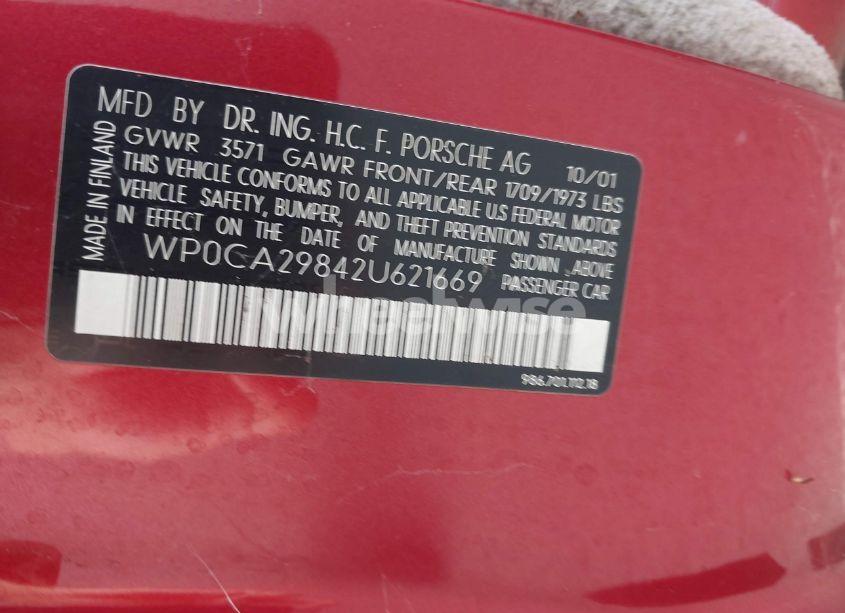 MFD BY DR. ING. H.C. F. PORSCHE AG 10/01
GVWR 3571 GAWR FRONT/REAR 1709/1973 LBS
THIS VEHICLE CONFORMS TO ALL APPLICABLE U.S FEDERAL MOTOR
VEHICLE SAFETY, BUMPER, AND THEFT PREVENTION STANDARDS
IN EFFECT ON THE DATE OF MANUFACTURE SHOWN ABOVE
WP0CA29842U621669 PASSENGER CAR
MADE IN FINLAND
wheelwise
986.701.112.18